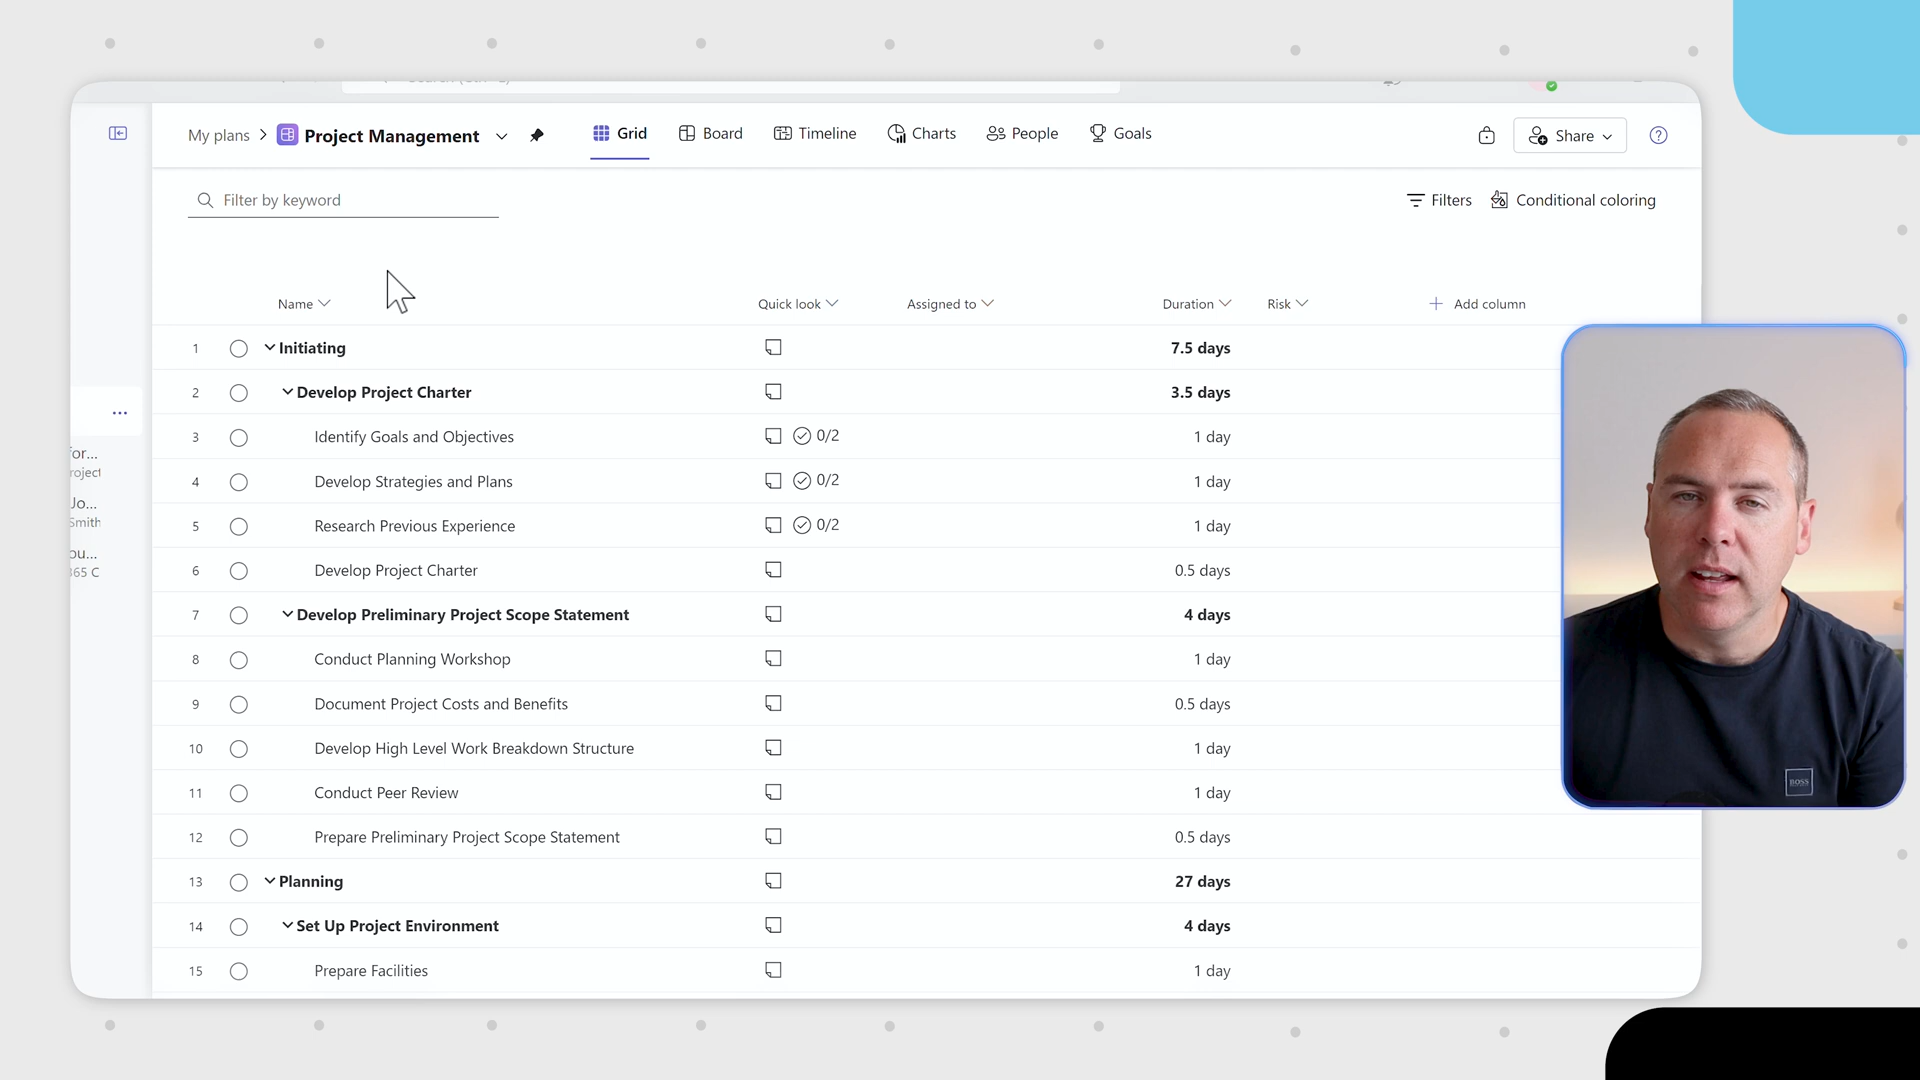 My plans > Project Management
Grid
Board
Timeline
Charts
People
Goals
Share
Filter by keyword
Filters
Conditional coloring
Name
Quick look
Assigned to
Duration
Risk
+ Add column
1 Initiating 7.5 days
2 Develop Project Charter 3.5 days
3 Identify Goals and Objectives 0/2 1 day
4 Develop Strategies and Plans 0/2 1 day
5 Research Previous Experience 0/2 1 day
6 Develop Project Charter 0.5 days
7 Develop Preliminary Project Scope Statement 4 days
8 Conduct Planning Workshop 1 day
9 Document Project Costs and Benefits 0.5 days
10 Develop High Level Work Breakdown Structure 1 day
11 Conduct Peer Review 1 day
12 Prepare Preliminary Project Scope Statement 0.5 days
13 Planning 27 days
14 Set Up Project Environment 4 days
15 Prepare Facilities 1 day
for...
roject
Jo...
Smith
ou...
365 C
BOSS